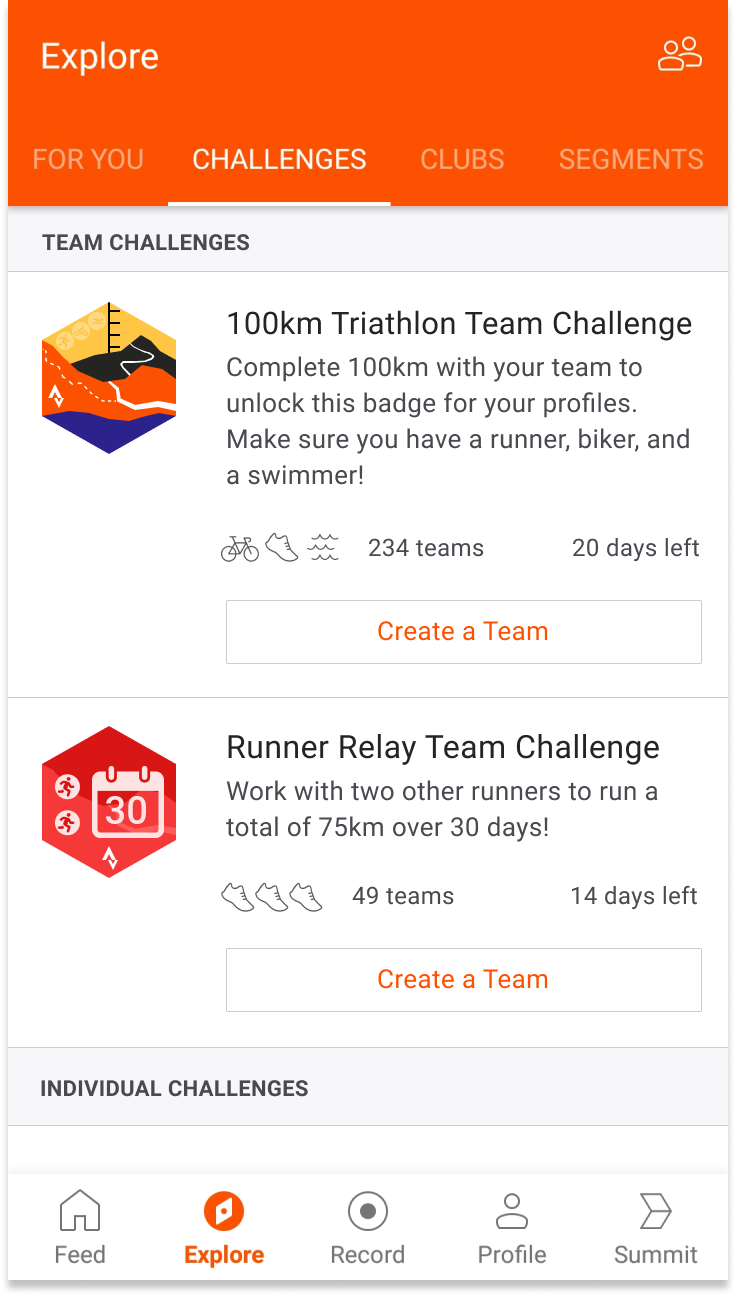 Explore
FOR YOU CHALLENGES CLUBS SEGMENTS
TEAM CHALLENGES
100km Triathlon Team Challenge
Complete 100km with your team to
unlock this badge for your profiles.
Make sure you have a runner, biker, and
a swimmer!
234 teams 20 days left
Create a Team
Runner Relay Team Challenge
Work with two other runners to run a
total of 75km over 30 days!
30
49 teams 14 days left
Create a Team
INDIVIDUAL CHALLENGES
Feed Explore Record Profile Summit